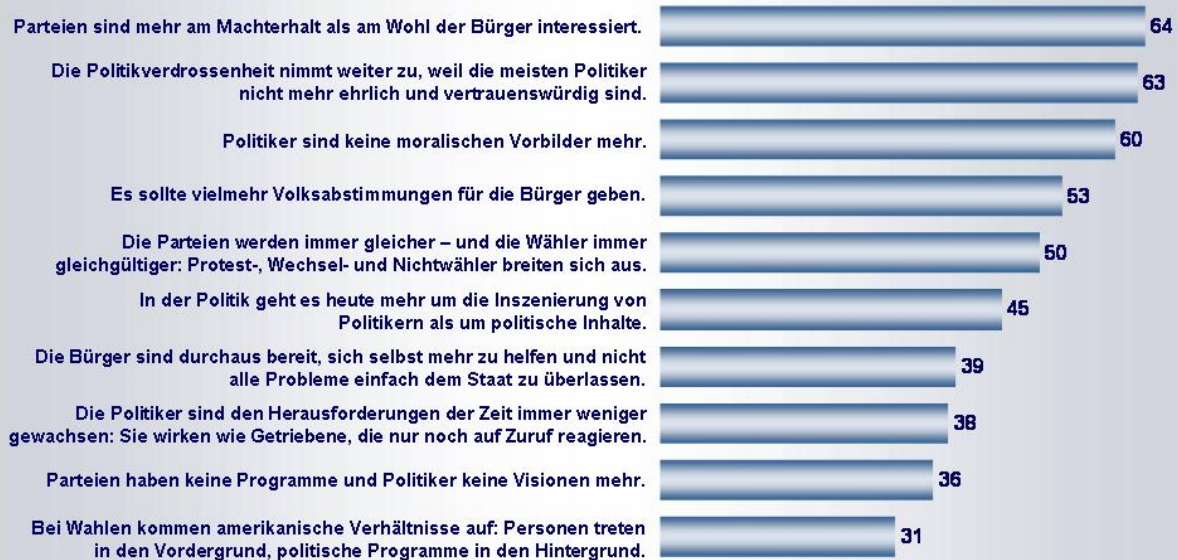 Parteien sind mehr am Machterhalt als am Wohl der Bürger interessiert.
64
Die Politikverdrossenheit nimmt weiter zu, weil die meisten Politiker
nicht mehr ehrlich und vertrauenswürdig sind.
63
Politiker sind keine moralischen Vorbilder mehr.
60
Es sollte vielmehr Volksabstimmungen für die Bürger geben.
53
Die Parteien werden immer gleicher – und die Wähler immer
gleichgültiger: Protest-, Wechsel- und Nichtwähler breiten sich aus.
50
In der Politik geht es heute mehr um die Inszenierung von
Politikern als um politische Inhalte.
45
Die Bürger sind durchaus bereit, sich selbst mehr zu helfen und nicht
alle Probleme einfach dem Staat zu überlassen.
39
Die Politiker sind den Herausforderungen der Zeit immer weniger
gewachsen: Sie wirken wie Getriebene, die nur noch auf Zuruf reagieren.
38
Parteien haben keine Programme und Politiker keine Visionen mehr.
36
Bei Wahlen kommen amerikanische Verhältnisse auf: Personen treten
in den Vordergrund, politische Programme in den Hintergrund.
31